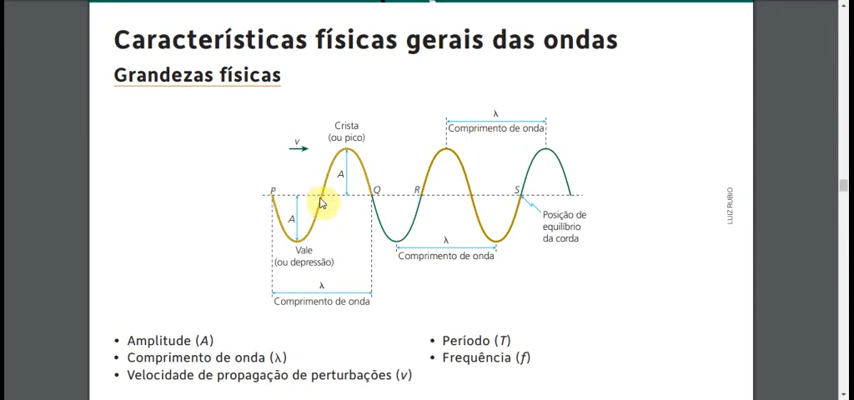 Características físicas gerais das ondas
Grandezas físicas
λ
Comprimento de onda
Crista
(ou pico)
v
A
P
Q
R
S
A
Posição de
equilíbrio
da corda
λ
Comprimento de onda
Vale
(ou depressão)
λ
Comprimento de onda
LUIZ RUBIO
• Amplitude (A)
• Comprimento de onda (λ)
• Velocidade de propagação de perturbações (v)
• Período (T)
• Frequência (f)